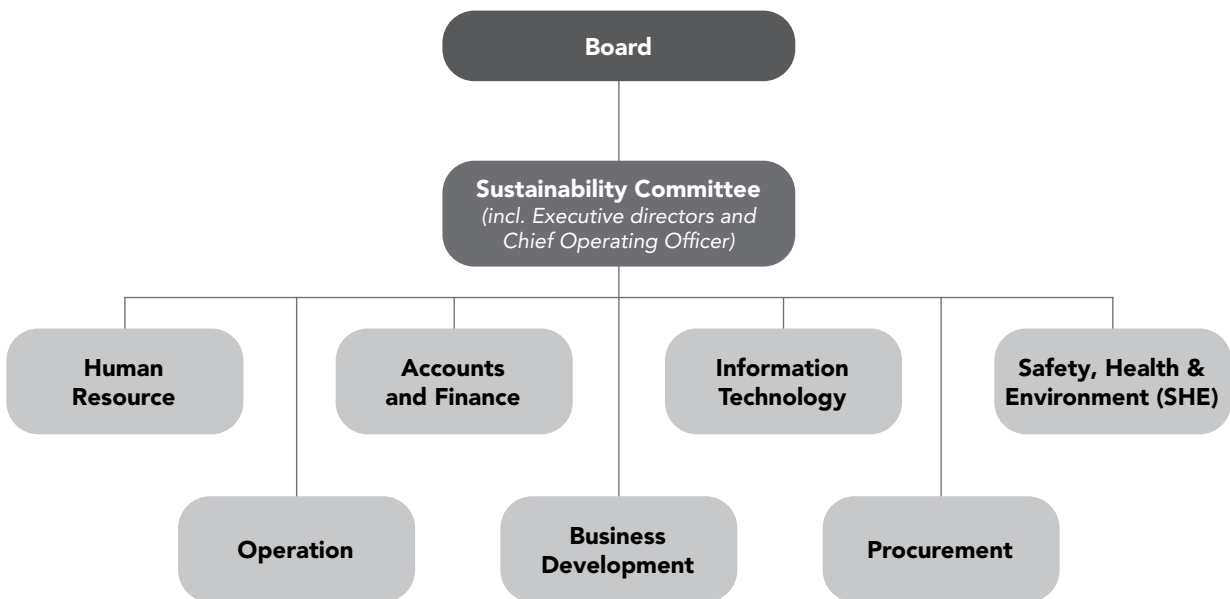 Board
Sustainability Committee
(incl. Executive directors and
Chief Operating Officer)
Human
Resource
Accounts
and Finance
Information
Technology
Safety, Health &
Environment (SHE)
Operation
Business
Development
Procurement